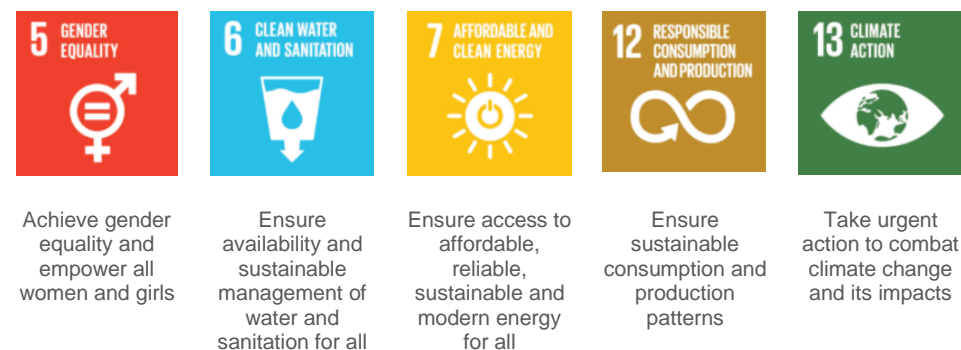 5 GENDER
EQUALITY
6 CLEAN WATER
AND SANITATION
7 AFFORDABLE AND
CLEAN ENERGY
12 RESPONSIBLE
CONSUMPTION
AND PRODUCTION
13 CLIMATE
ACTION
Achieve gender
equality and
empower all
women and girls
Ensure
availability and
sustainable
management of
water and
sanitation for all
Ensure access to
affordable,
reliable,
sustainable and
modern energy
for all
Ensure
sustainable
consumption and
production
patterns
Take urgent
action to combat
climate change
and its impacts